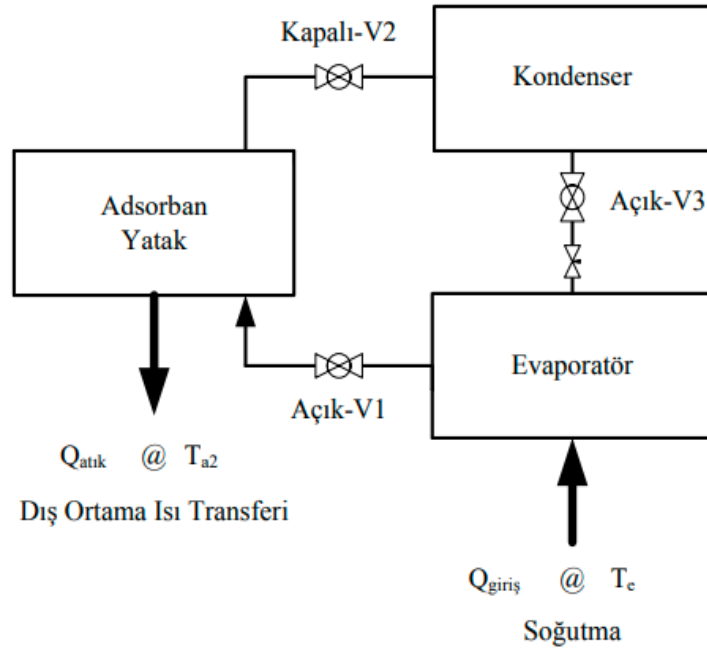 Kapalı-V2
Kondenser
Adsorban
Yatak
Açık-V3
Evaporatör
Açık-V1
Qatık @ Ta2
Dış Ortama Isı Transferi
Qgiriş @ Te
Soğutma